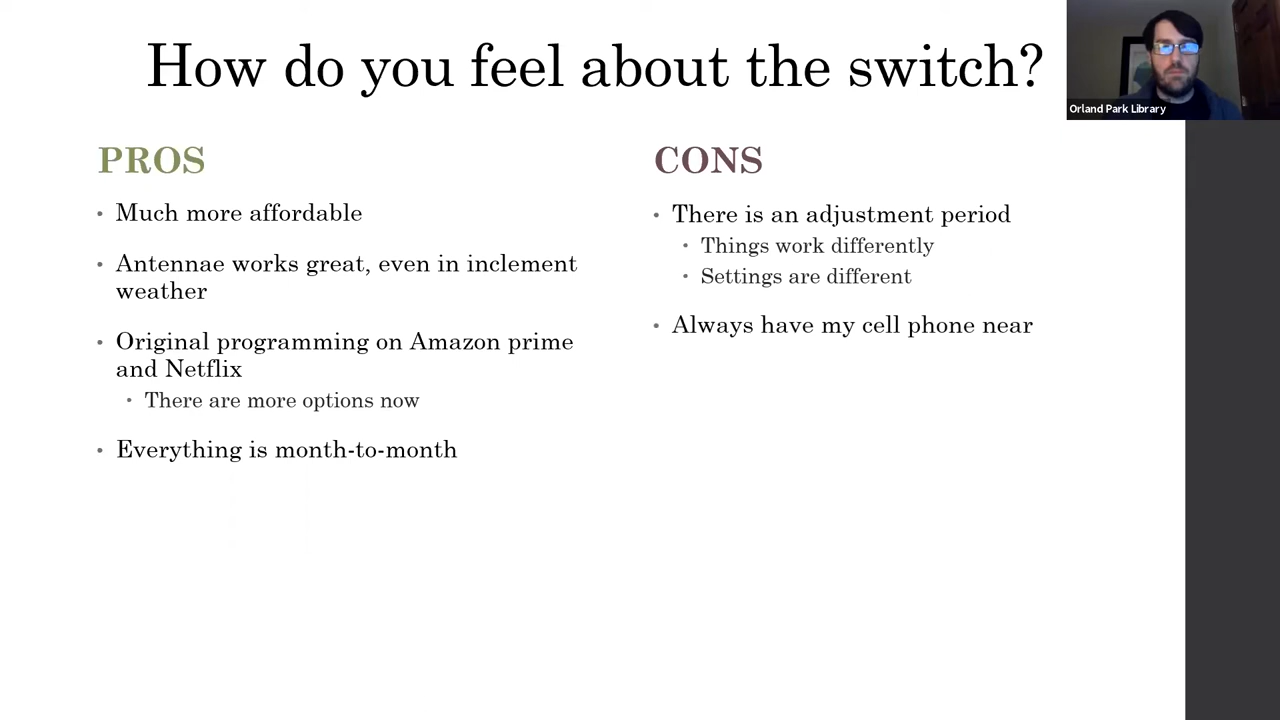 How do you feel about the switch?
Orland Park Library
PROS
Much more affordable
Antennae works great, even in inclement
weather
Original programming on Amazon prime
and Netflix
There are more options now
Everything is month-to-month
CONS
There is an adjustment period
Things work differently
Settings are different
Always have my cell phone near